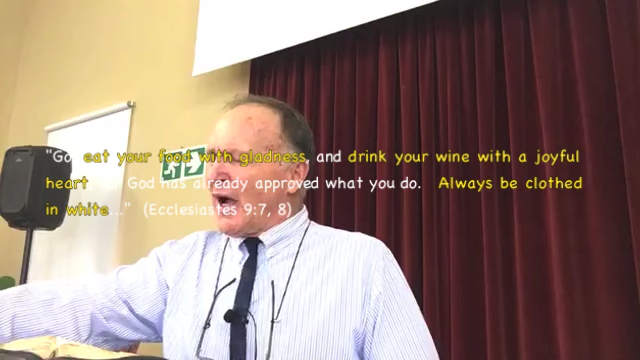 "Go, eat your food with gladness, and drink your wine with a joyful
heart for God has already approved what you do. Always be clothed
in white..." (Ecclesiastes 9:7, 8)